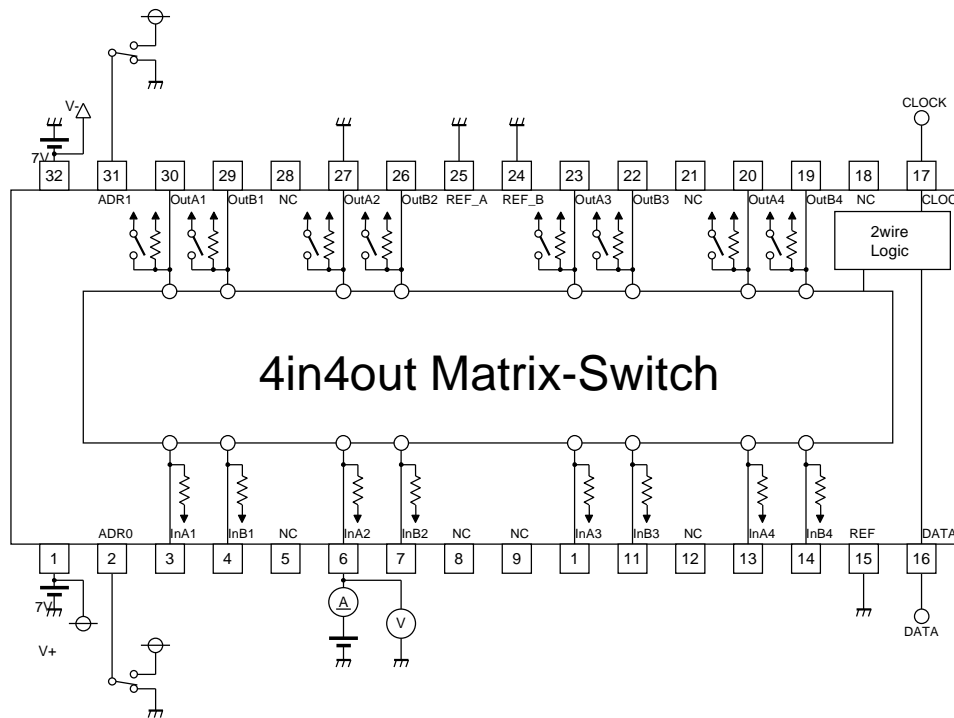 V-
CLOCK
7V
32 31 30 29 28 27 26 25 24 23 22 21 20 19 18 17
ADR1 OutA1 OutB1 NC OutA2 OutB2 REF_A REF_B OutA3 OutB3 NC OutA4 OutB4 NC CLOC
2wire
Logic
4in4out Matrix-Switch
ADR0 InA1 InB1 NC InA2 InB2 NC NC InA3 InB3 NC InA4 InB4 REF DATA
1 2 3 4 5 6 7 8 9 1 11 12 13 14 15 16
7V
A
V
DATA
V+